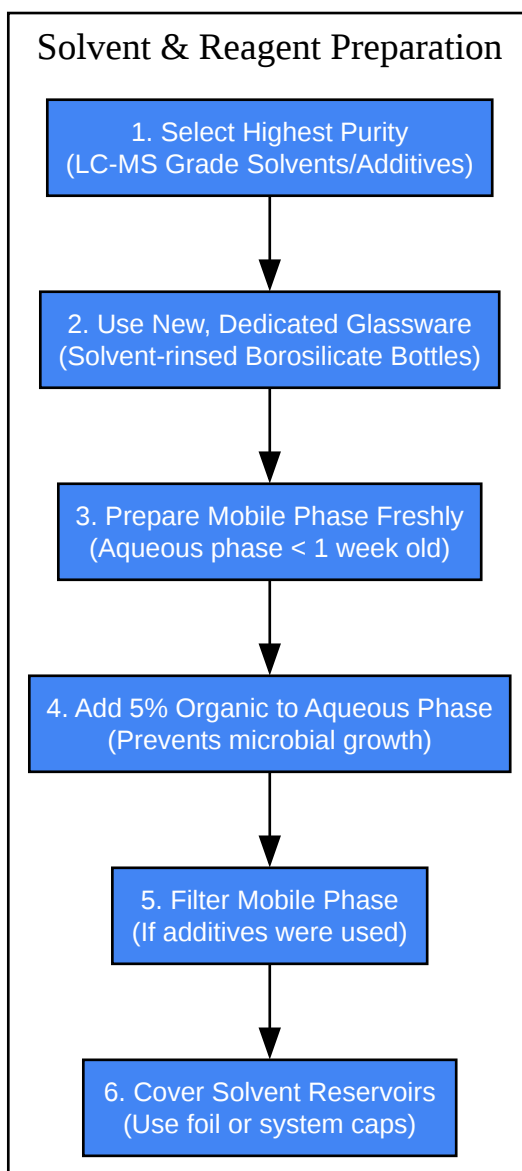 Solvent & Reagent Preparation
1. Select Highest Purity
(LC-MS Grade Solvents/Additives)
2. Use New, Dedicated Glassware
(Solvent-rinsed Borosilicate Bottles)
3. Prepare Mobile Phase Freshly
(Aqueous phase < 1 week old)
4. Add 5% Organic to Aqueous Phase
(Prevents microbial growth)
5. Filter Mobile Phase
(If additives were used)
6. Cover Solvent Reservoirs
(Use foil or system caps)